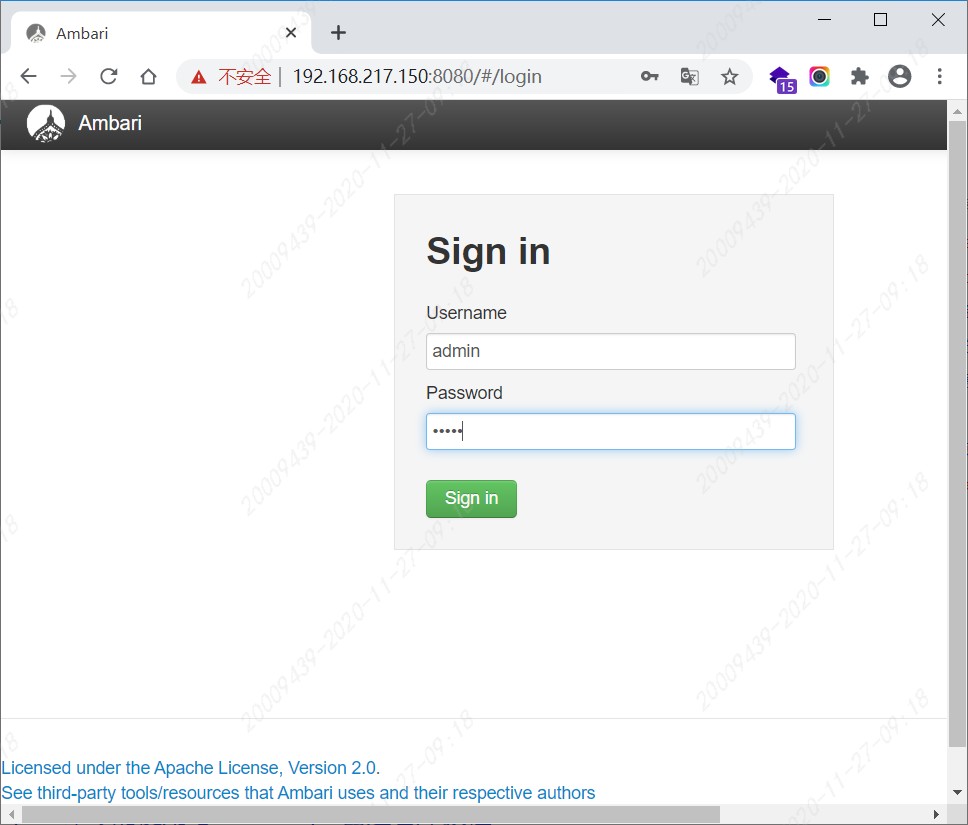 Ambari
不安全 | 192.168.217.150:8080/#/login
15
Ambari
Sign in
Username
admin
Password
•••••
Sign in
Licensed under the Apache License, Version 2.0.
See third-party tools/resources that Ambari uses and their respective authors
20009439-2020-11-27-09:18